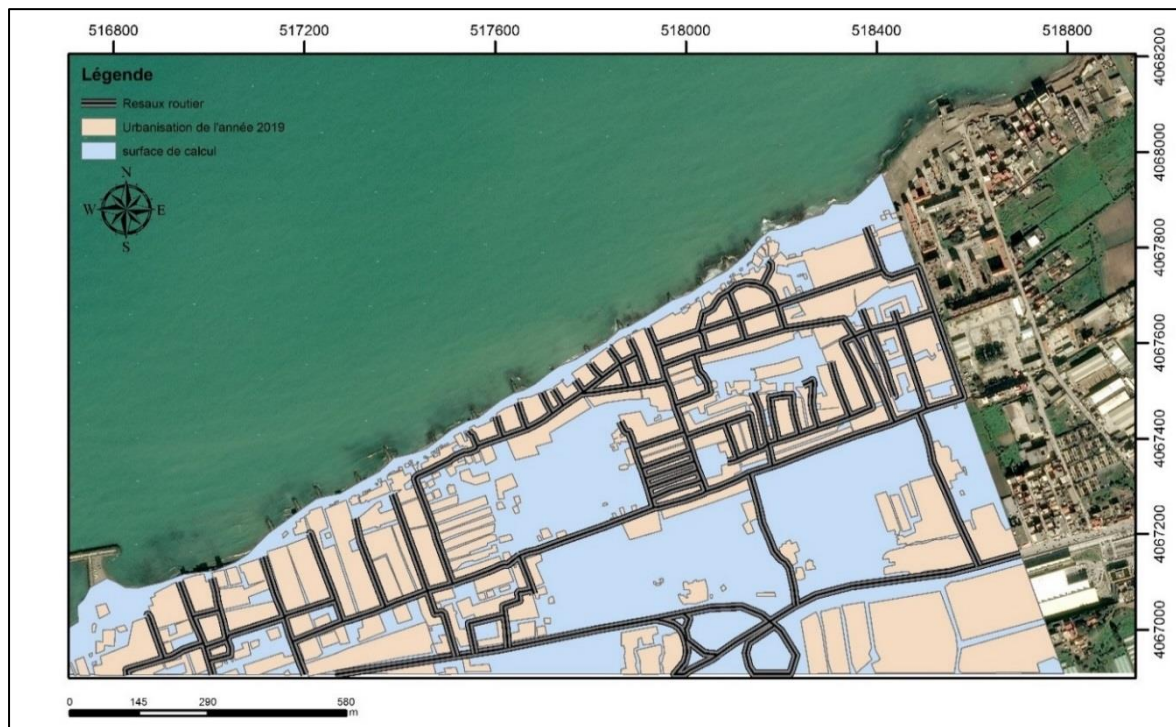 516800 517200 517600 518000 518400 518800
Légende
Resaux routier
Urbanisation de l'année 2019
surface de calcul
N
W E
S
4068200
4068000
4067800
4067600
4067400
4067200
4067000
0 145 290 580
m